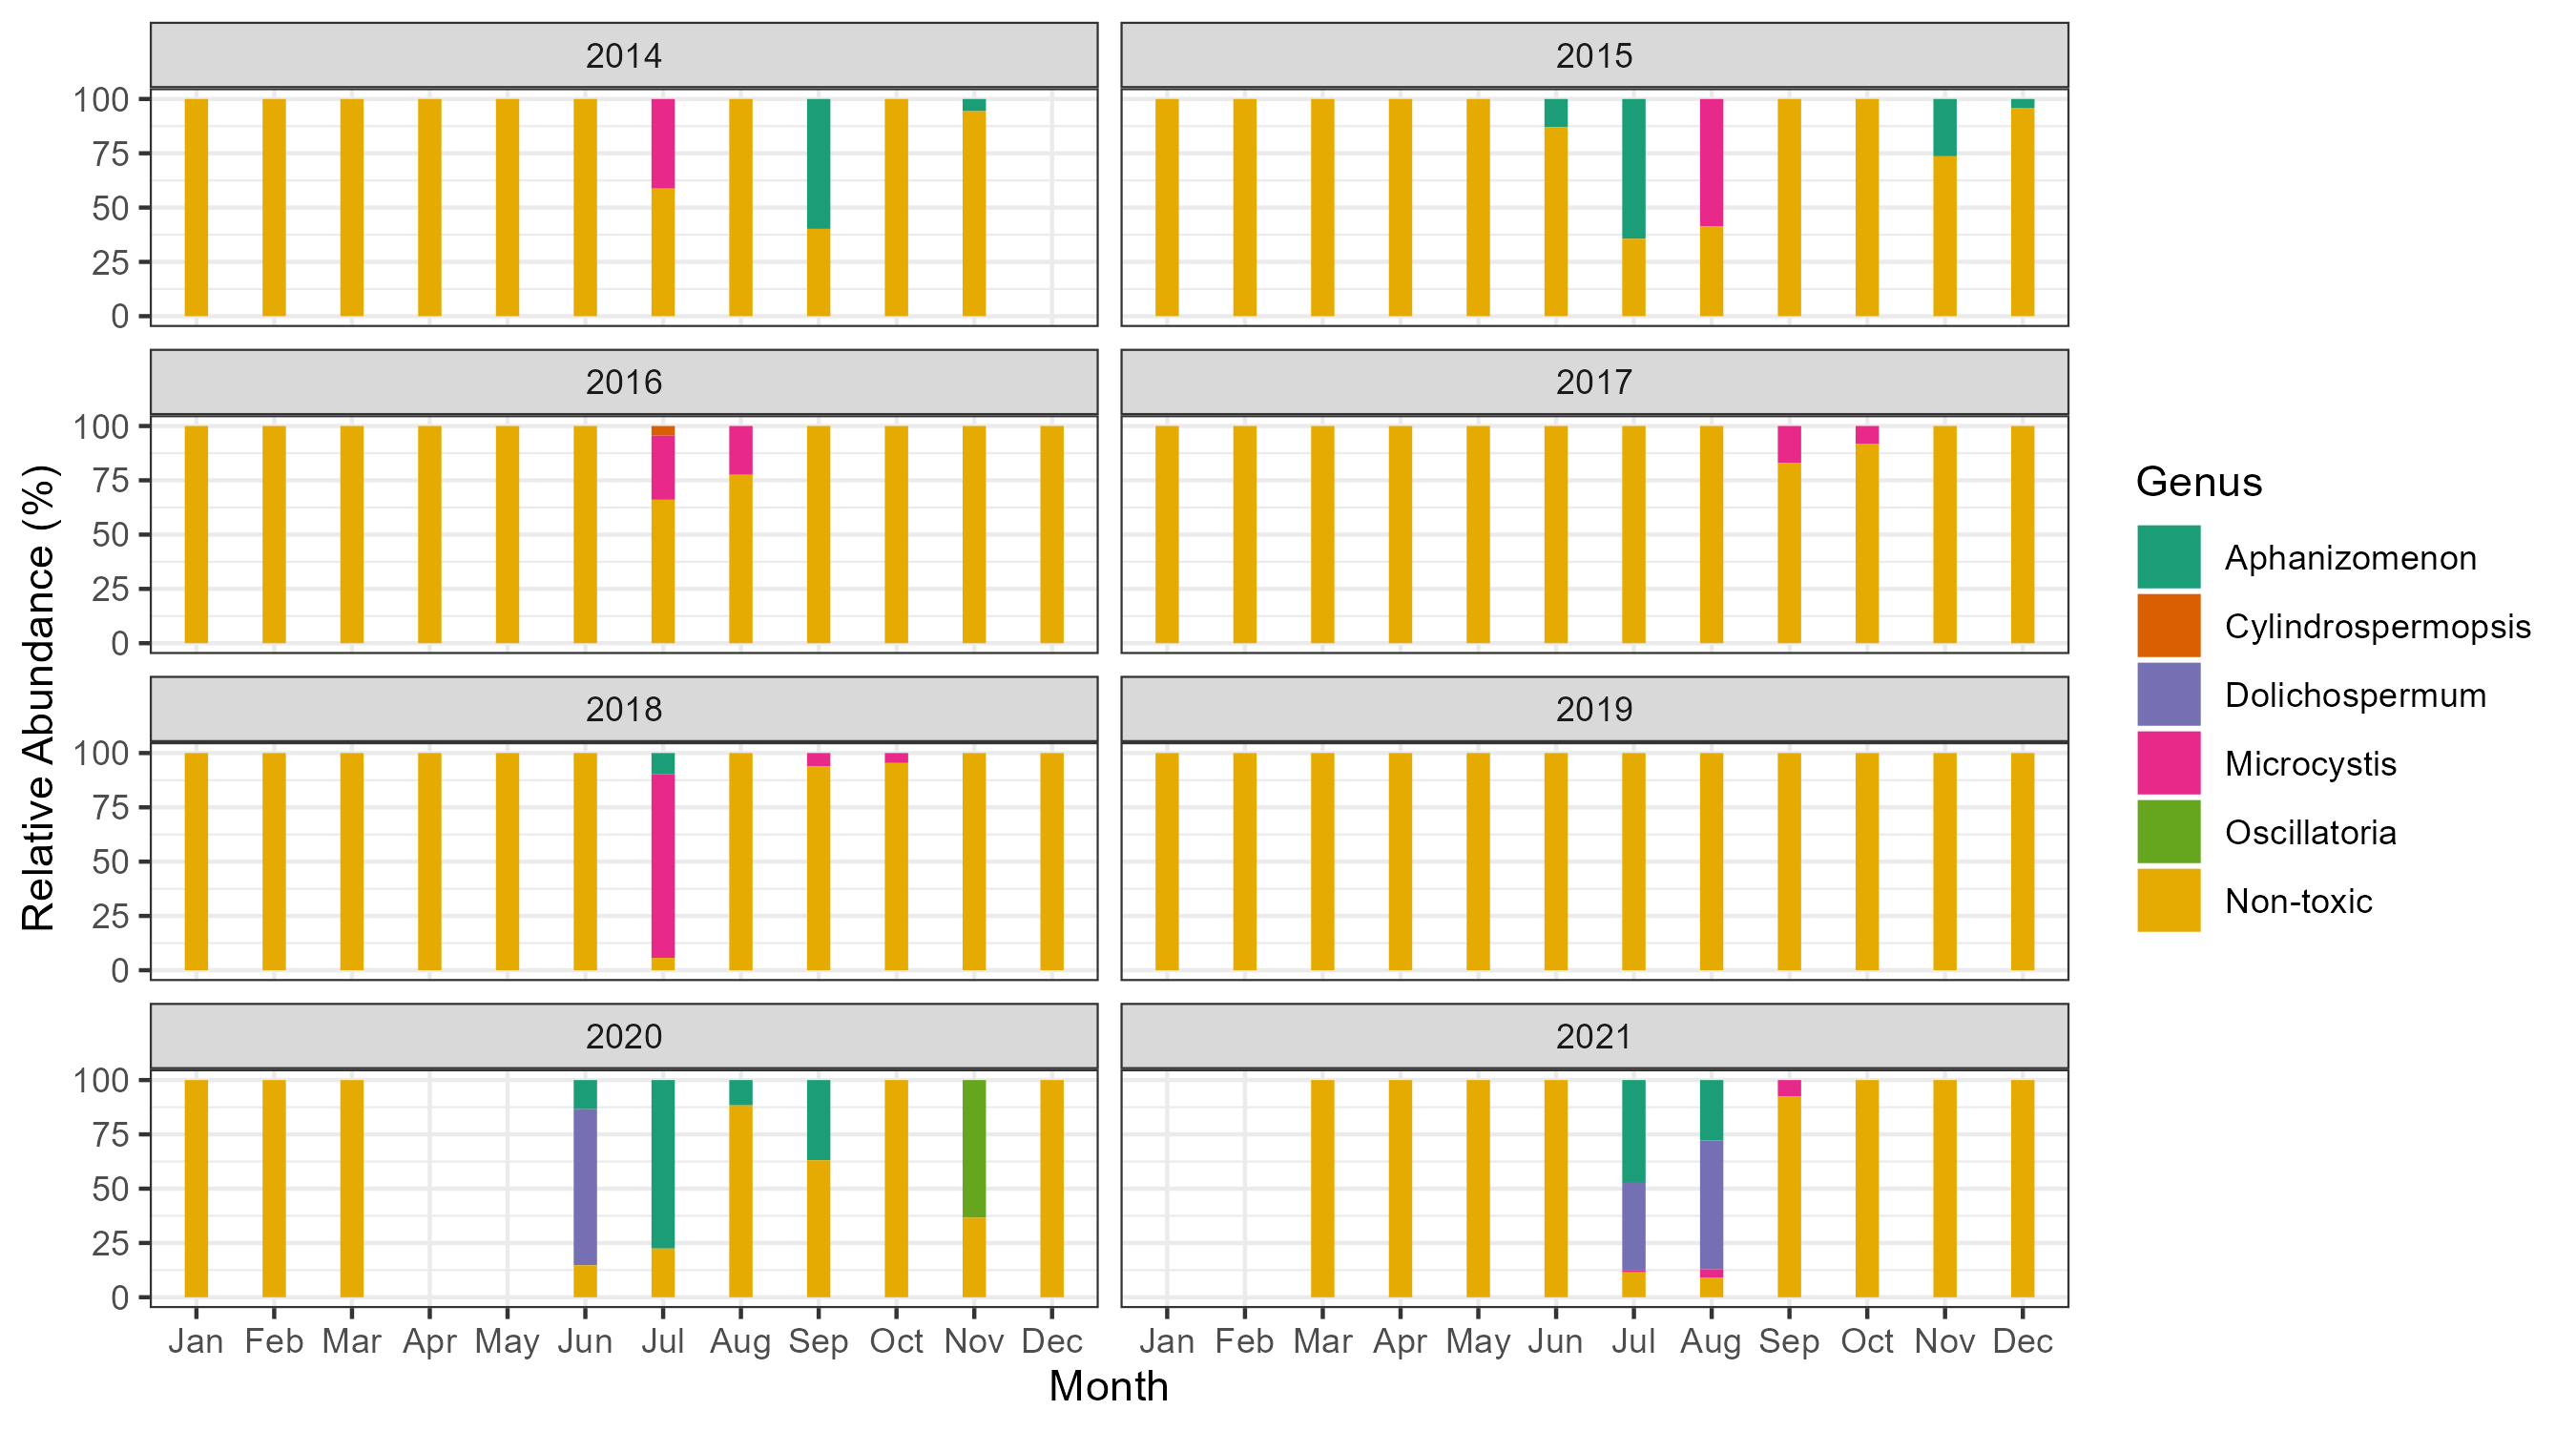 2014 2015
100
75
50
25
0
2016 2017
100
75
50
25
0
2018 2019
100
75
50
25
0
2020 2021
100
75
50
25
0
Jan Feb Mar Apr May Jun Jul Aug Sep Oct Nov Dec Jan Feb Mar Apr May Jun Jul Aug Sep Oct Nov Dec
Month
Relative Abundance (%)
Genus
Aphanizomenon
Cylindrospermopsis
Dolichospermum
Microcystis
Oscillatoria
Non-toxic